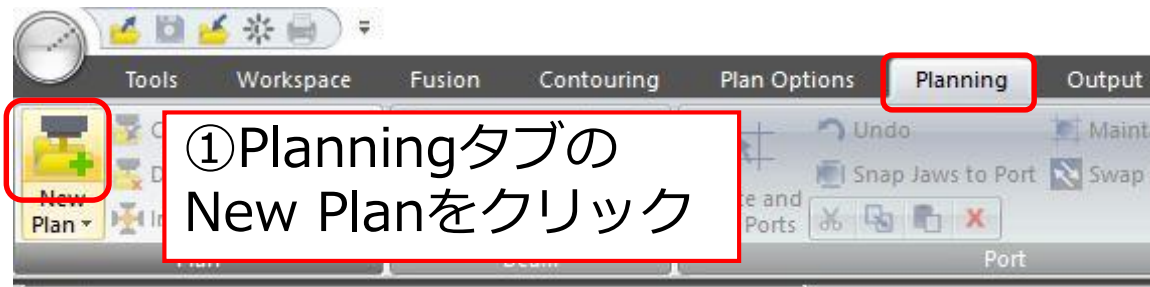 Tools Workspace Fusion Contouring Plan Options Planning Output
①Planningタブの
New Planをクリック
New
Plan
Undo
Snap Jaws to Port
Swap
and
Ports
Port